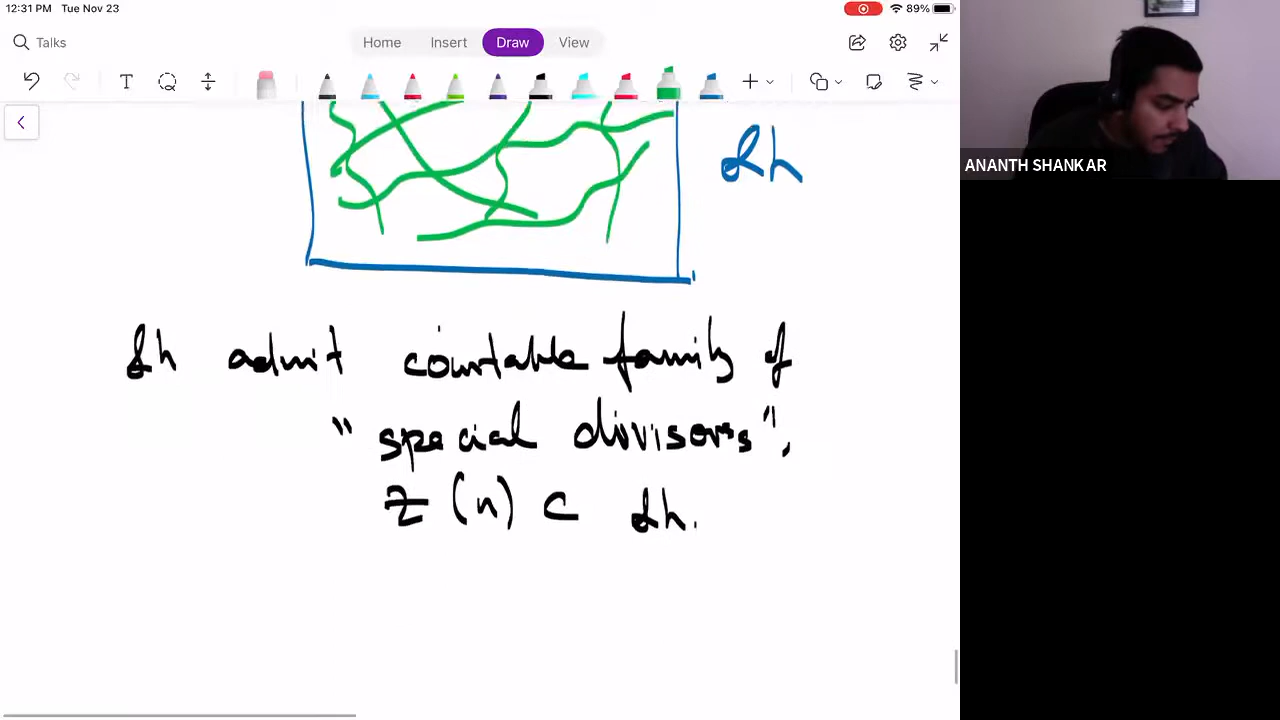 12:31 PM Tue Nov 23
89%
Talks
Home Insert Draw View
T
ANANTH SHANKAR
Sh
Sh admit countable family of
"special divisors".
Z(n) ⊂ Sh.